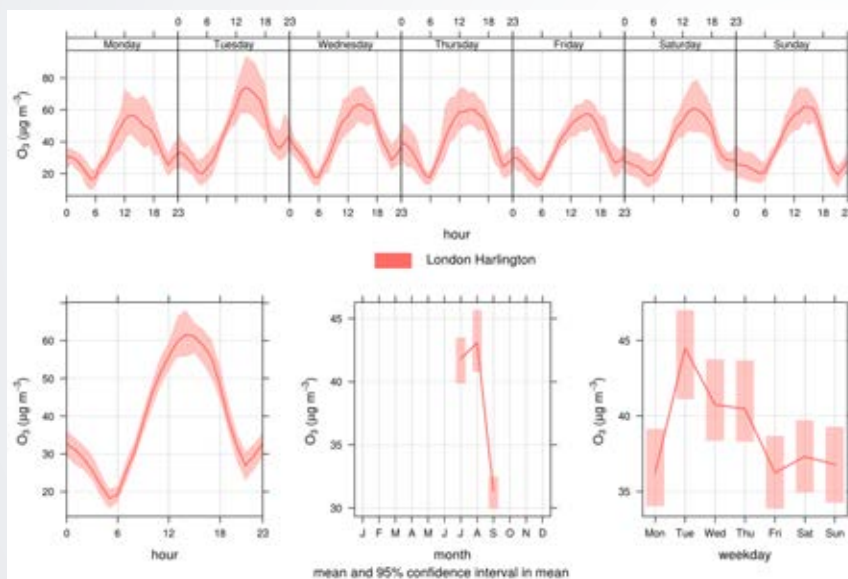 0 6 12 18 23 0 6 12 18 23 0 6 12 18 23
Monday Tuesday Wednesday Thursday Friday Saturday Sunday
80
60
40
20
O₃ (µg m⁻³)
0 6 12 18 23 0 6 12 18 23 0 6 12 18 23 0 6 12 18 23
hour
London Harlington
60
50
40
30
20
O₃ (µg m⁻³)
0 6 12 18 23
hour
45
40
35
30
O₃ (µg m⁻³)
J F M A M J J A S O N D
month
45
40
35
O₃ (µg m⁻³)
Mon Tue Wed Thu Fri Sat Sun
weekday
mean and 95% confidence interval in mean